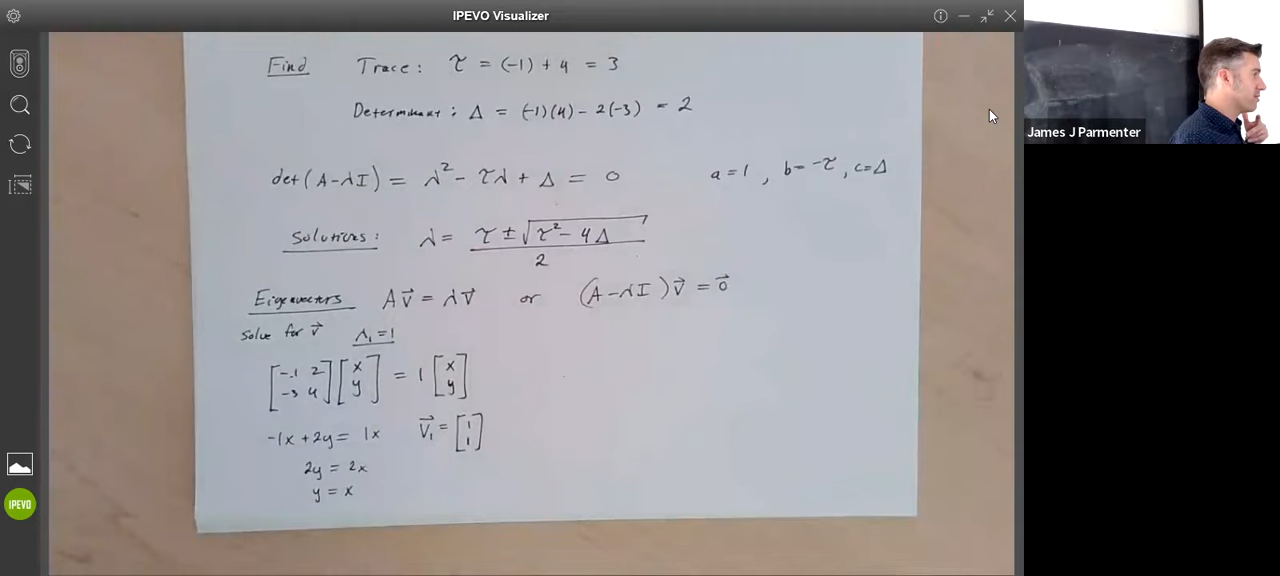 IPEVO Visualizer
Find Trace: τ = (-1) + 4 = 3
Determinant: Δ = (-1)(4) - 2(-3) = 2
det(A-λI) = λ² - τλ + Δ = 0 a=1, b=-τ, c=Δ
Solutions: λ = τ ± √τ² - 4Δ
2
Eigenvectors Av⃗ = λv⃗ or (A-λI)v⃗ = 0⃗
Solve for v⃗ λ₁=1
[-1 2] [x] = 1 [x]
[-3 4] [y] [y]
-1x + 2y = 1x V⃗₁ = [1]
[1]
2y = 2x
y = x
James J Parmenter
IPEVO